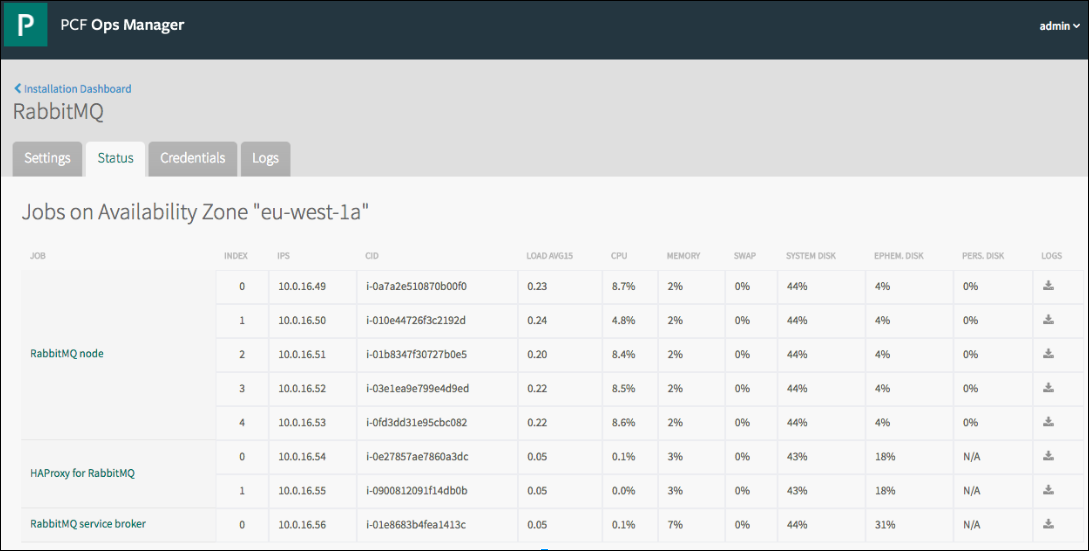 P PCF Ops Manager admin
Installation Dashboard
RabbitMQ
Settings Status Credentials Logs
Jobs on Availability Zone "eu-west-1a"
JOB INDEX IPS CID LOAD AVG15 CPU MEMORY SWAP SYSTEM DISK EPHEM. DISK PERS. DISK LOGS
0 10.0.16.49 i-0a7a2e510870b00f0 0.23 8.7% 2% 0% 44% 4% 0%
1 10.0.16.50 i-010e44726f3c2192d 0.24 4.8% 2% 0% 44% 4% 0%
RabbitMQ node 2 10.0.16.51 i-01b8347f30727b0e5 0.20 8.4% 2% 0% 44% 4% 0%
3 10.0.16.52 i-03e1ea9e799e4d9ed 0.22 8.5% 2% 0% 44% 4% 0%
4 10.0.16.53 i-0fd3dd31e95cbc082 0.22 8.6% 2% 0% 44% 4% 0%
0 10.0.16.54 i-0e27857ae7860a3dc 0.05 0.1% 3% 0% 43% 18% N/A
HAProxy for RabbitMQ
1 10.0.16.55 i-0900812091f14db0b 0.05 0.0% 3% 0% 43% 18% N/A
RabbitMQ service broker 0 10.0.16.56 i-01e8683b4fea1413c 0.05 0.1% 7% 0% 44% 31% N/A